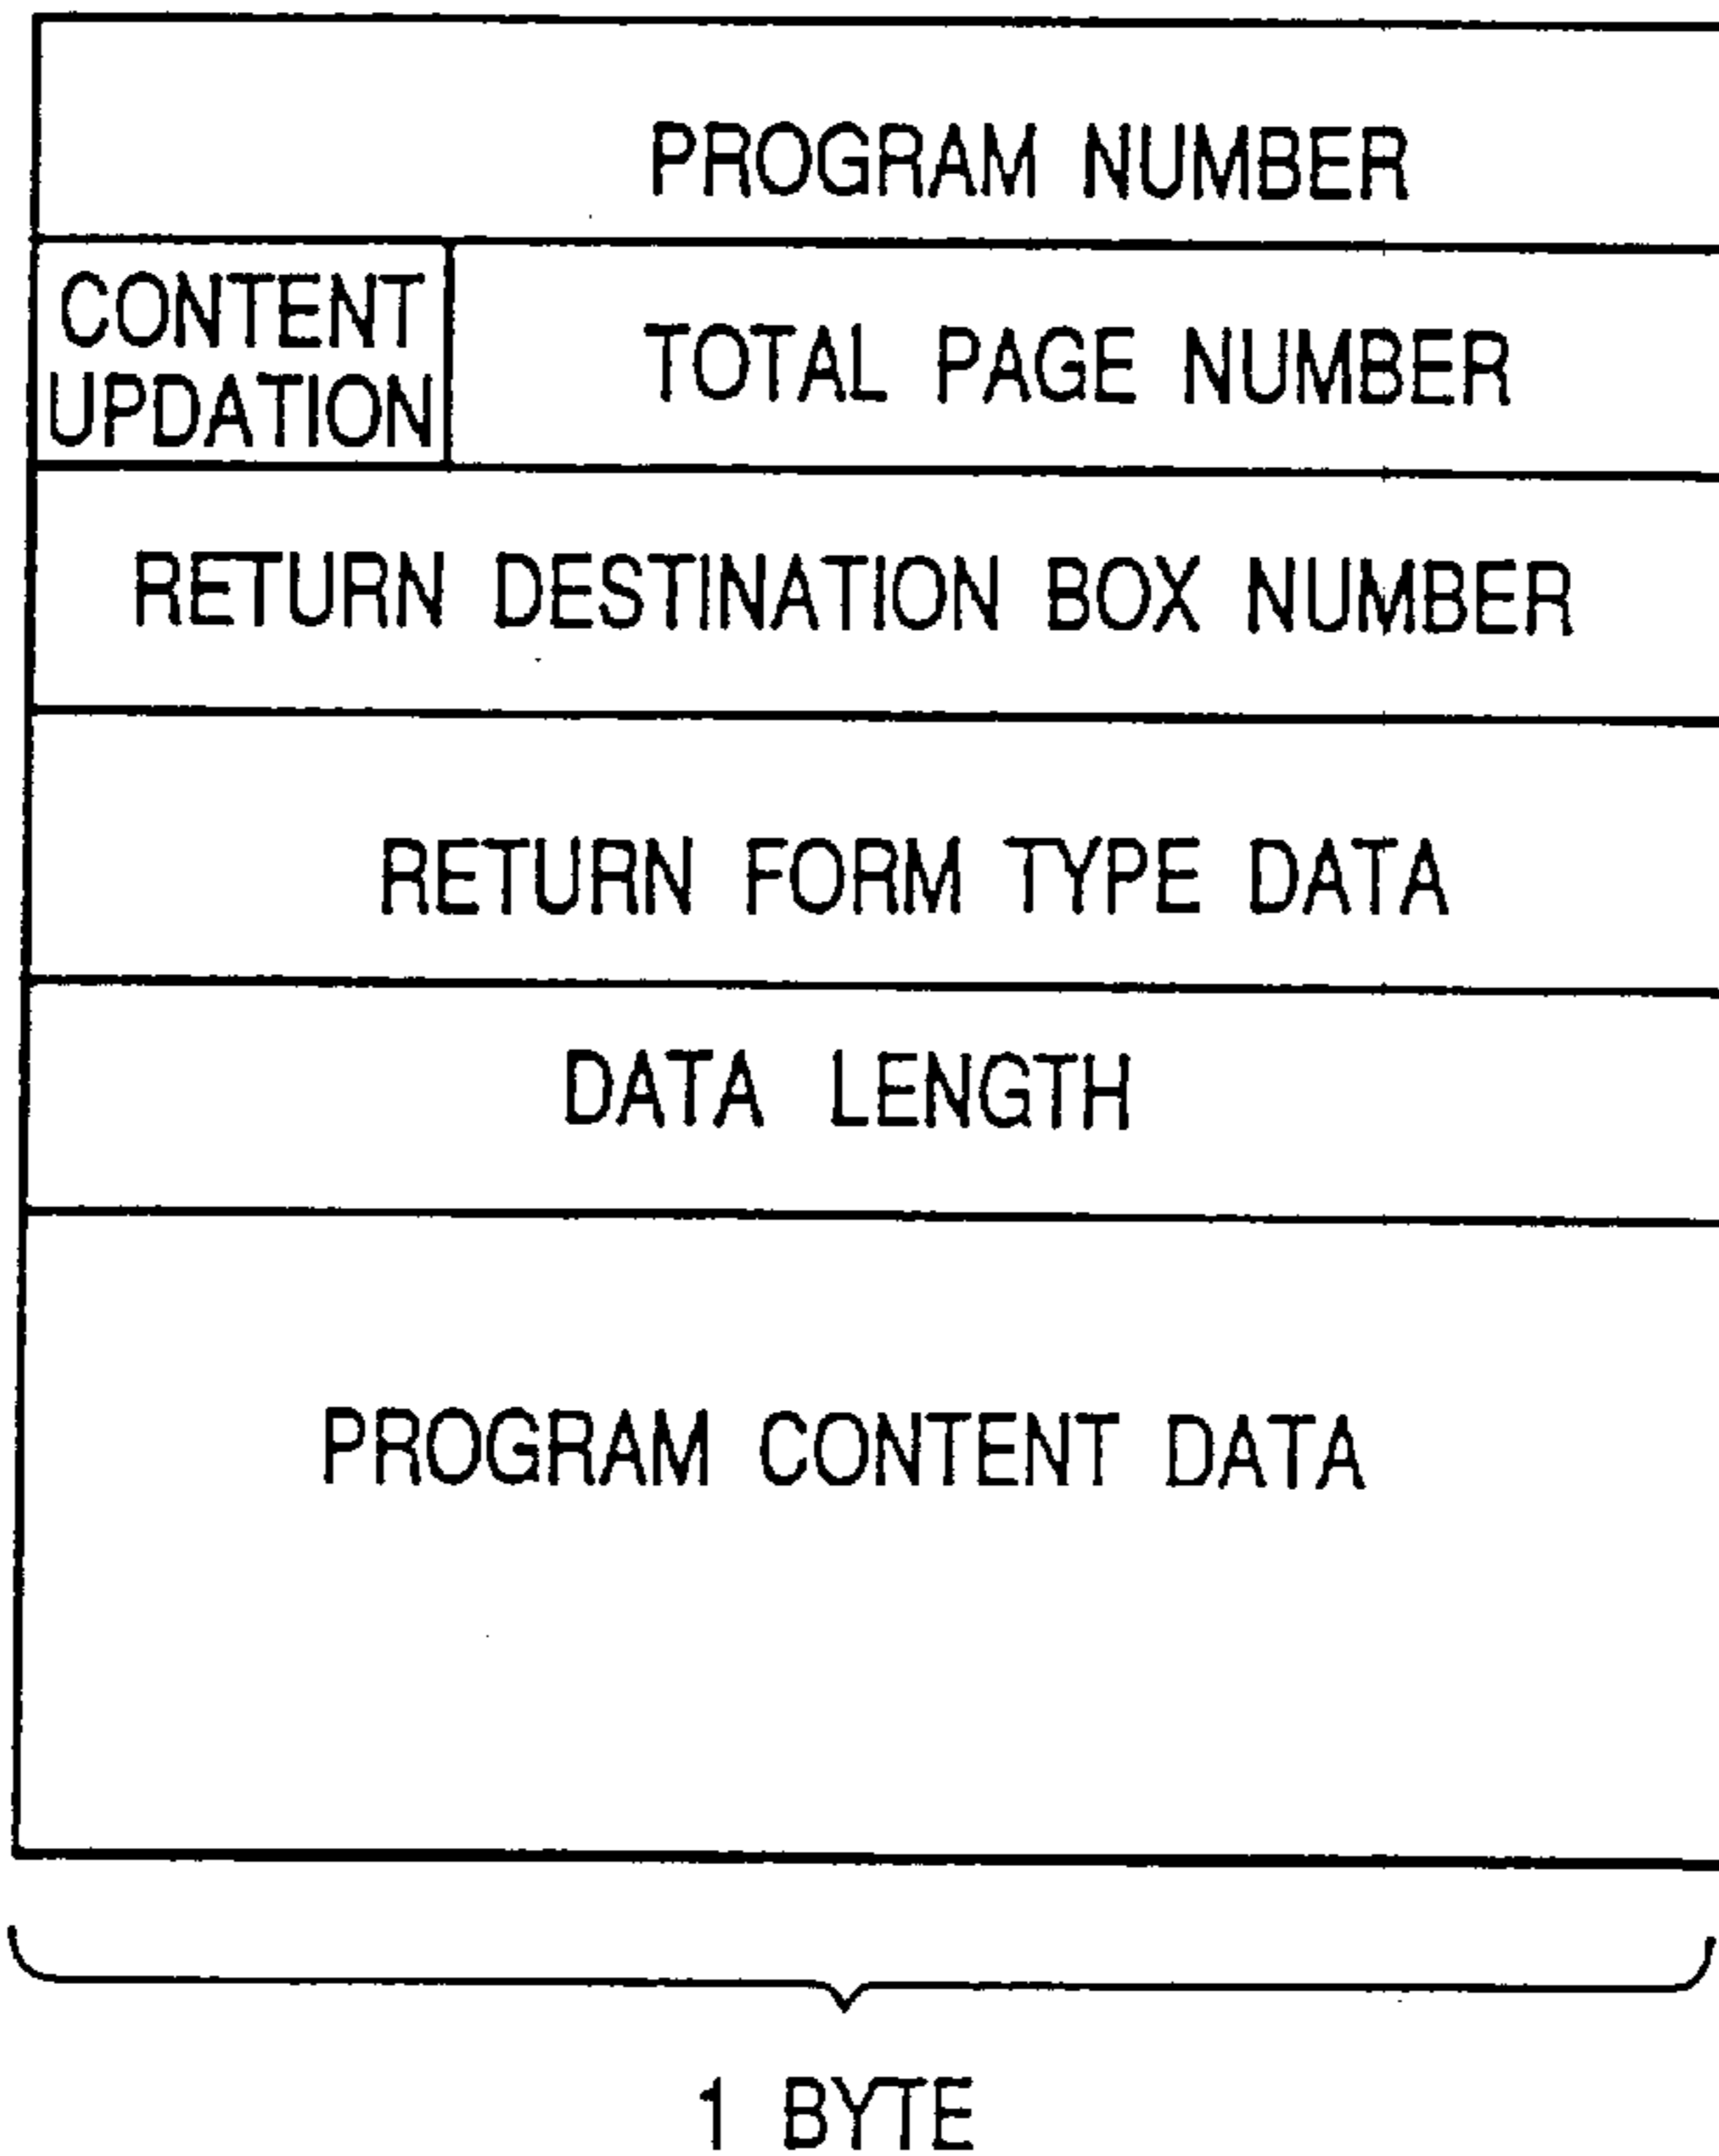 PROGRAM NUMBER
CONTENT
UPDATION
TOTAL PAGE NUMBER
RETURN DESTINATION BOX NUMBER
RETURN FORM TYPE DATA
DATA LENGTH
PROGRAM CONTENT DATA
1 BYTE